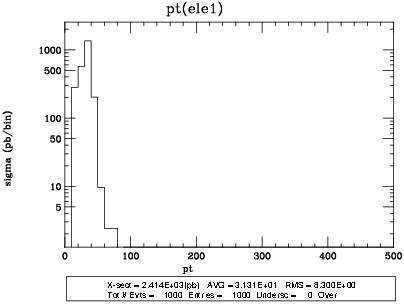 pt(ele1)
sigma (pb/bin)
1000
500
100
50
10
5
0 100 200 300 400 500
pt
X-sect = 2.414E+03(pb) AVG = 3.131E+01 RMS = 8.300E+00
Tot # Evts = 1000 Entries = 1000 Undersc = 0 Over